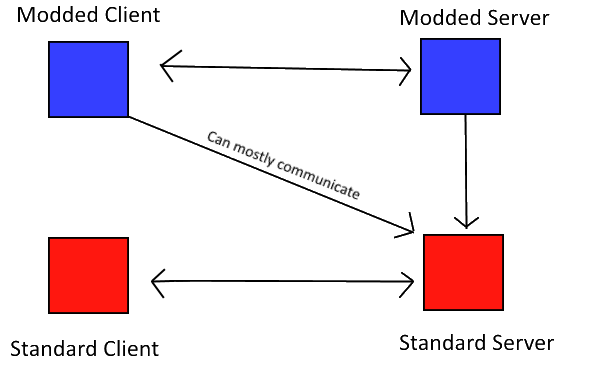 Modded Client
Modded Server
Can mostly communicate
Standard Client
Standard Server